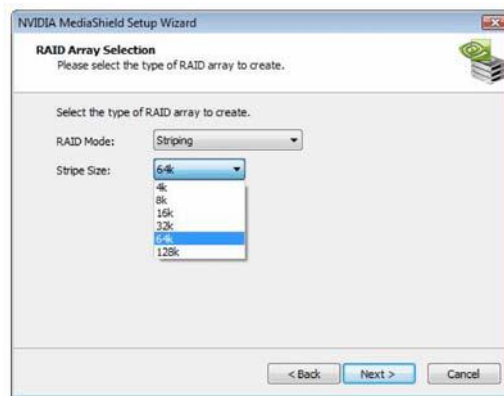 NVIDIA MediaShield Setup Wizard
RAID Array Selection
Please select the type of RAID array to create.
Select the type of RAID array to create.
RAID Mode: Striping
Stripe Size: 64k
4k
8k
16k
32k
64k
128k
< Back Next > Cancel